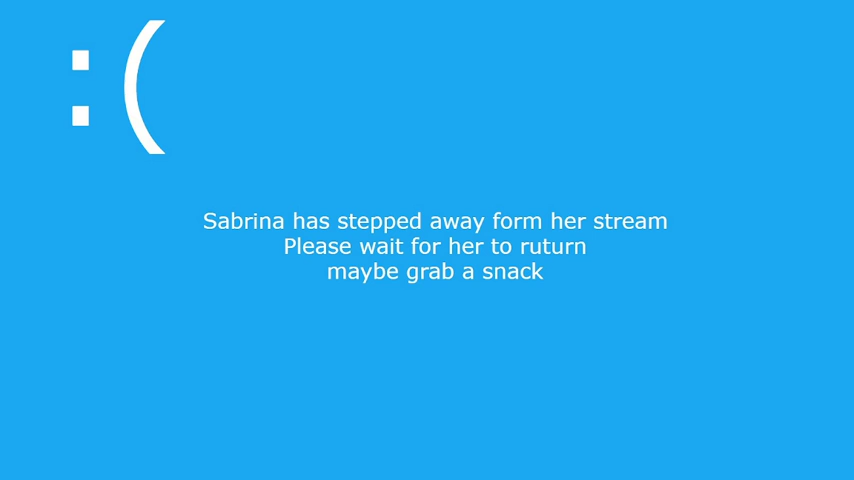 :(
Sabrina has stepped away form her stream
Please wait for her to ruturn
maybe grab a snack